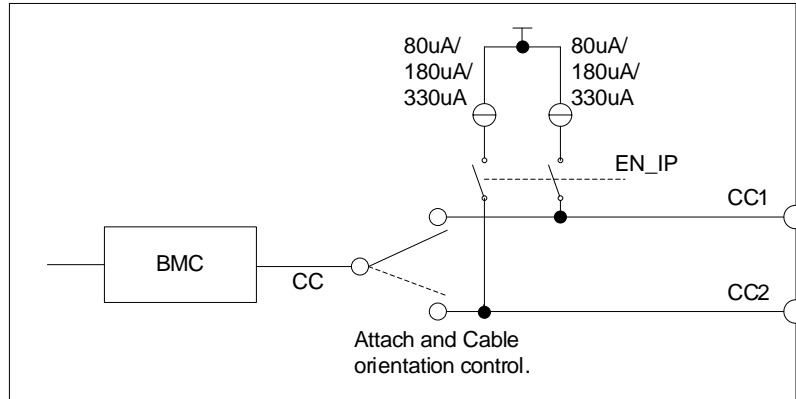 80uA/
180uA/
330uA
80uA/
180uA/
330uA
EN_IP
CC1
BMC
CC
CC2
Attach and Cable
orientation control.